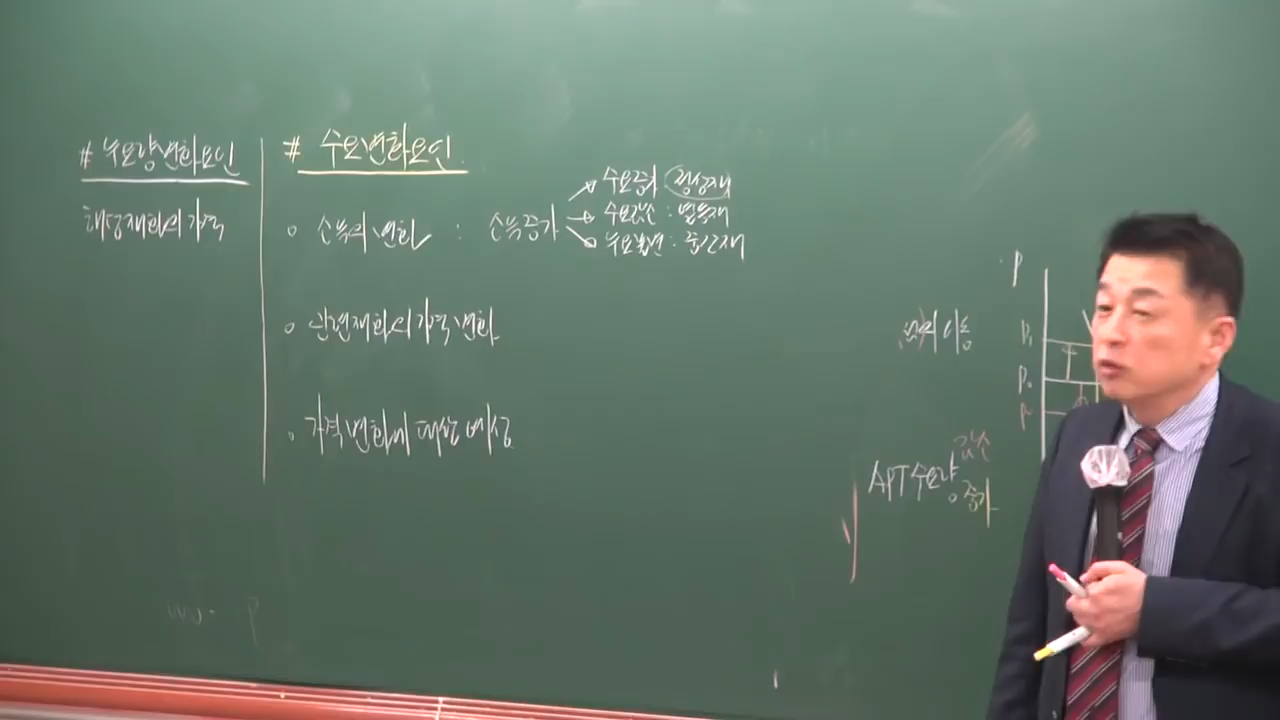 # 수요량변화요인
해당재화의 가격
# 수요변화요인
◦ 소득의 변화 : 소득증가
수요증가 정상재
수요감소 : 열등재
수요불변 : 중간재
◦ 관련재화의 가격변화
◦ 가격변화에 대한 예상
P
P₁
P₀
P
선의 이동
APT 수요량
감소
증가